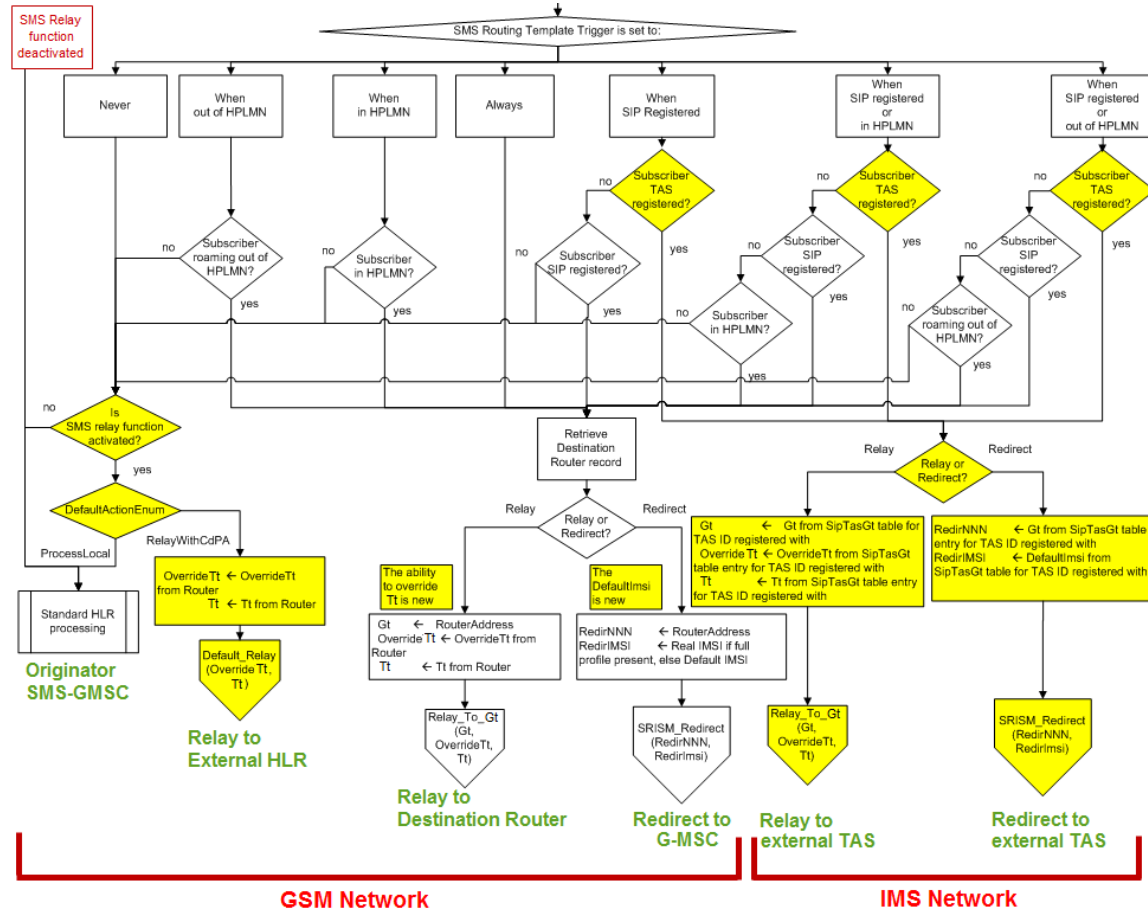 SMS Relay
function
deactivated
SMS Routing Template Trigger is set to:
Never
When
out of HPLMN
When
in HPLMN
Always
When
SIP Registered
When
SIP registered
or
in HPLMN
When
SIP registered
or
out of HPLMN
no
Subscriber
TAS
registered?
yes
no
Subscriber
TAS
registered?
yes
no
Subscriber
TAS
registered?
yes
no
Subscriber
roaming out of
HPLMN?
yes
no
Subscriber
in HPLMN?
yes
no
Subscriber
SIP registered?
yes
no
Subscriber
SIP
registered?
yes
no
Subscriber
in HPLMN?
yes
no
Subscriber
SIP
registered?
yes
no
Subscriber
roaming out of
HPLMN?
yes
no
Is
SMS relay function
activated?
yes
DefaultActionEnum
ProcessLocal
RelayWithCdPA
Standard HLR
processing
Originator
SMS-GMSC
OverrideTt ← OverrideTt
from Router
Tt ← Tt from Router
Default_Relay
(OverrideTt,
Tt)
Relay to
External HLR
Retrieve
Destination
Router record
Relay
Relay or
Redirect?
Redirect
The ability
to override
Tt is new
The
DefaultImsi
is new
Gt ← RouterAddress
OverrideTt ← OverrideTt from
Router
Tt ← Tt from Router
RedirNNN ← RouterAddress
RedirIMSI ← Real IMSI if full
profile present, else Default IMSI
Relay_To_Gt
(Gt,
OverrideTt,
Tt)
Relay to
Destination Router
SRISM_Redirect
(RedirNNN,
RedirImsi)
Redirect to
G-MSC
Relay
Relay or
Redirect?
Redirect
Gt ← Gt from SipTasGt table for
TAS ID registered with
OverrideTt ← OverrideTt from SipTasGt
table entry for TAS ID registered with
Tt ← Tt from SipTasGt table entry
for TAS ID registered with
RedirNNN ← Gt from SipTasGt table
entry for TAS ID registered with
RedirIMSI ← DefaultImsi from
SipTasGt table for TAS ID registered with
Relay_To_Gt
(Gt,
OverrideTt,
Tt)
Relay to
external TAS
SRISM_Redirect
(RedirNNN,
RedirImsi)
Redirect to
external TAS
GSM Network
IMS Network